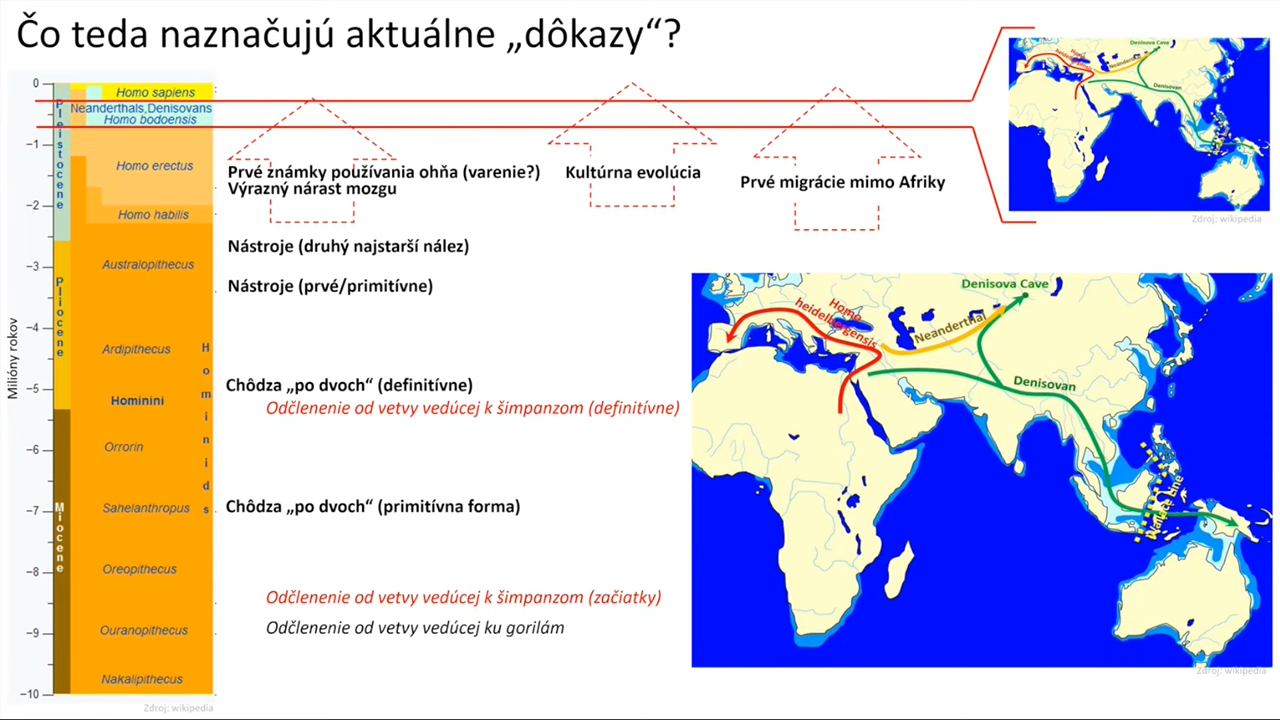 Čo teda naznačujú aktuálne „dôkazy“?
0
−1
−2
−3
−4
−5
−6
−7
−8
−9
−10
Milióny rokov
Pleistocene
Pliocene
Miocene
Homo sapiens
Neanderthals,Denisovans
Homo bodoensis
Homo erectus
Homo habilis
Australopithecus
Ardipithecus
Hominini
Orrorin
Sahelanthropus
Oreopithecus
Ouranopithecus
Nakalipithecus
Hominids
Zdroj: wikipedia
Prvé známky používania ohňa (varenie?)
Výrazný nárast mozgu
Kultúrna evolúcia
Prvé migrácie mimo Afriky
Nástroje (druhý najstarší nález)
Nástroje (prvé/primitívne)
Chôdza „po dvoch“ (definitívne)
Odčlenenie od vetvy vedúcej k šimpanzom (definitívne)
Chôdza „po dvoch“ (primitívna forma)
Odčlenenie od vetvy vedúcej k šimpanzom (začiatky)
Odčlenenie od vetvy vedúcej ku gorilám
Denisova Cave
Neanderthal
Denisovan
Zdroj: wikipedia
Denisova Cave
Homo
heidelbergensis
Neanderthal
Denisovan
Wallace Line
Zdroj: wikipedia